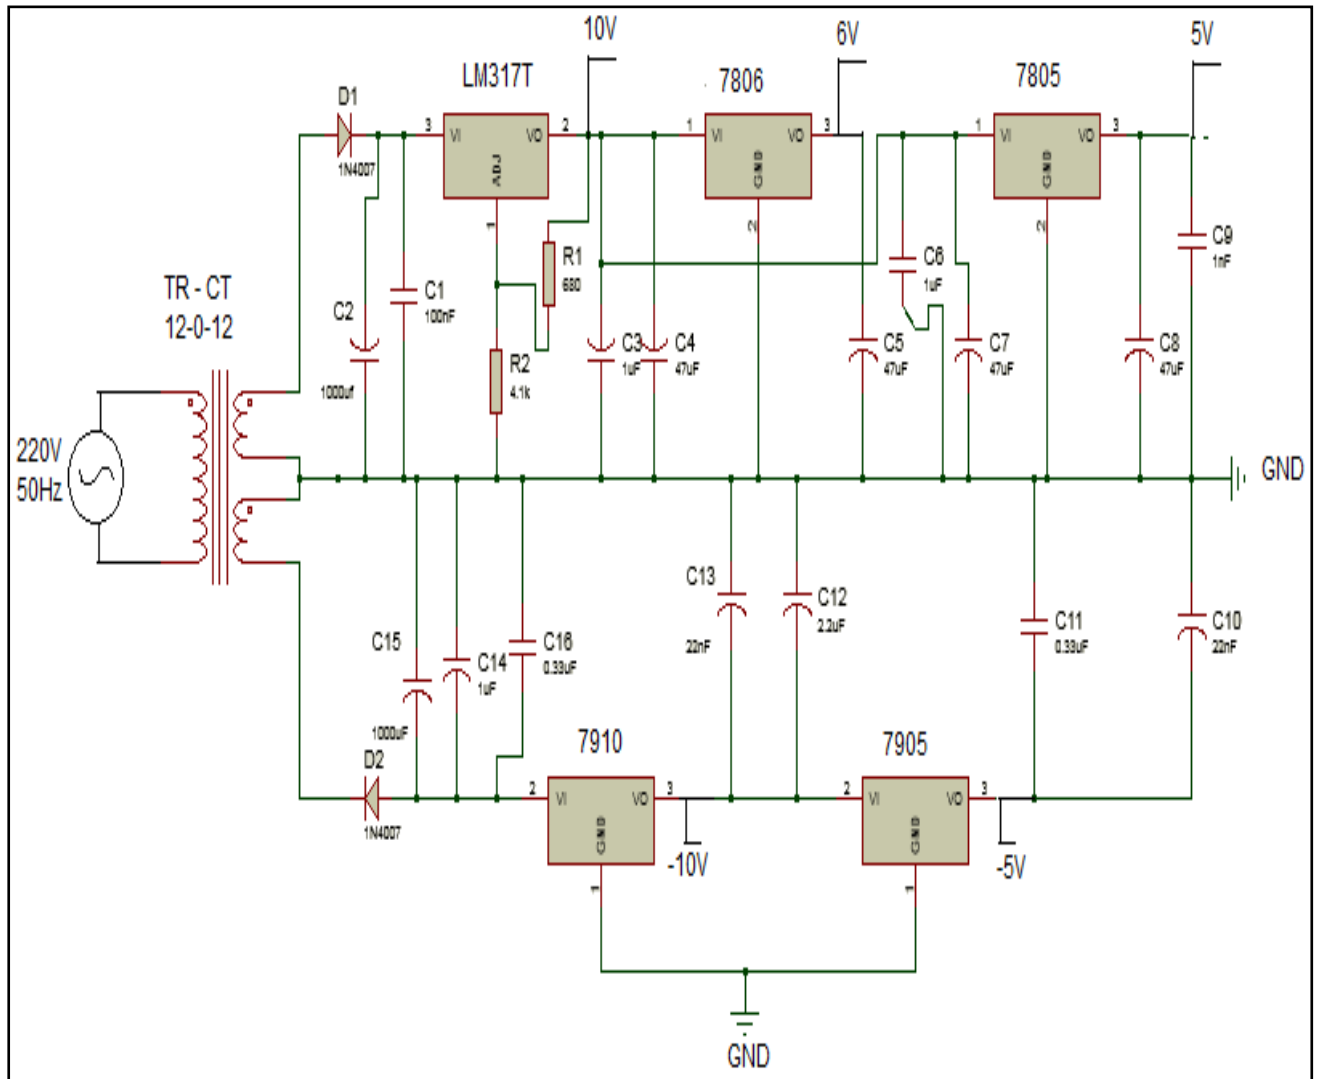 10V
6V
5V
LM317T
7806
7805
D1
1N4007
3
VI
VO
2
ADJ
1
1
VI
VO
3
GND
2
1
VI
VO
3
GND
2
R1
680
C6
1uF
C9
1nF
TR - CT
12-0-12
C2
1000uf
C1
100nF
R2
4.1k
C3
1uF
C4
47uF
C5
47uF
C7
47uF
C8
47uF
220V
50Hz
GND
C13
22nF
C12
2.2uF
C11
0.33uF
C10
22nF
C15
1000uF
C14
1uF
C16
0.33uF
D2
1N4007
7910
7905
2
VI
VO
3
GND
1
-10V
2
VI
VO
3
GND
1
-5V
GND